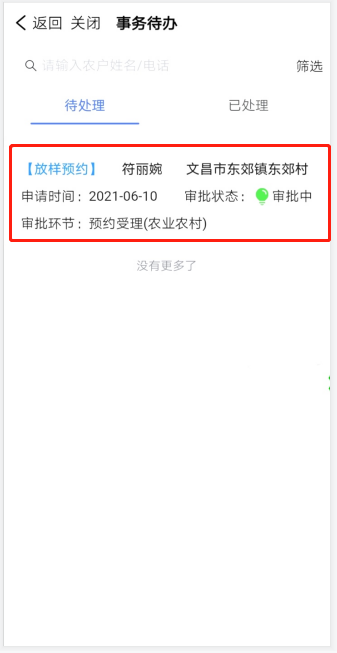 返回 关闭 事务待办
请输入农户姓名/电话 筛选
待处理 已处理
【放样预约】 符丽婉 文昌市东郊镇东郊村
申请时间：2021-06-10 审批状态： 审批中
审批环节：预约受理(农业农村)
没有更多了